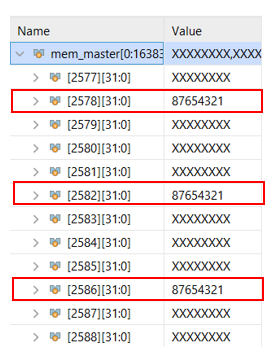 Name Value
mem_master[0:16383 XXXXXXXX,XXXX
[2577][31:0] XXXXXXXX
[2578][31:0] 87654321
[2579][31:0] XXXXXXXX
[2580][31:0] XXXXXXXX
[2581][31:0] XXXXXXXX
[2582][31:0] 87654321
[2583][31:0] XXXXXXXX
[2584][31:0] XXXXXXXX
[2585][31:0] XXXXXXXX
[2586][31:0] 87654321
[2587][31:0] XXXXXXXX
[2588][31:0] XXXXXXXX